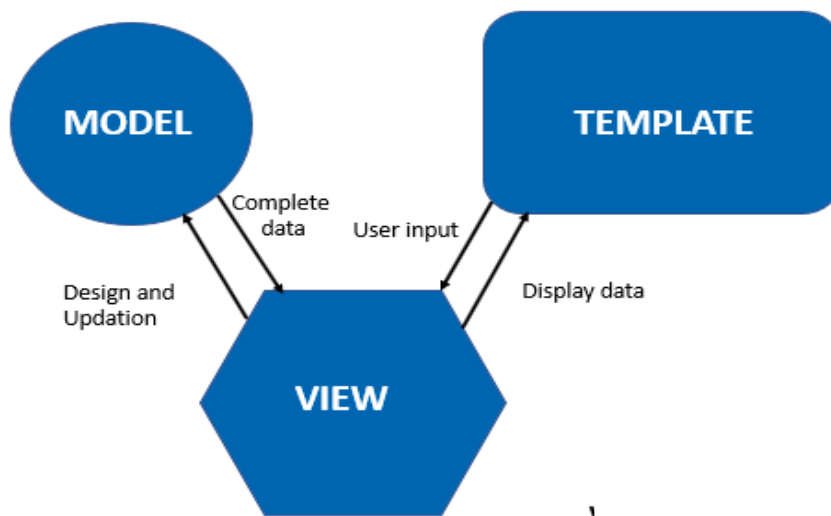 MODEL
TEMPLATE
Complete
data
User input
Design and
Updation
Display data
VIEW